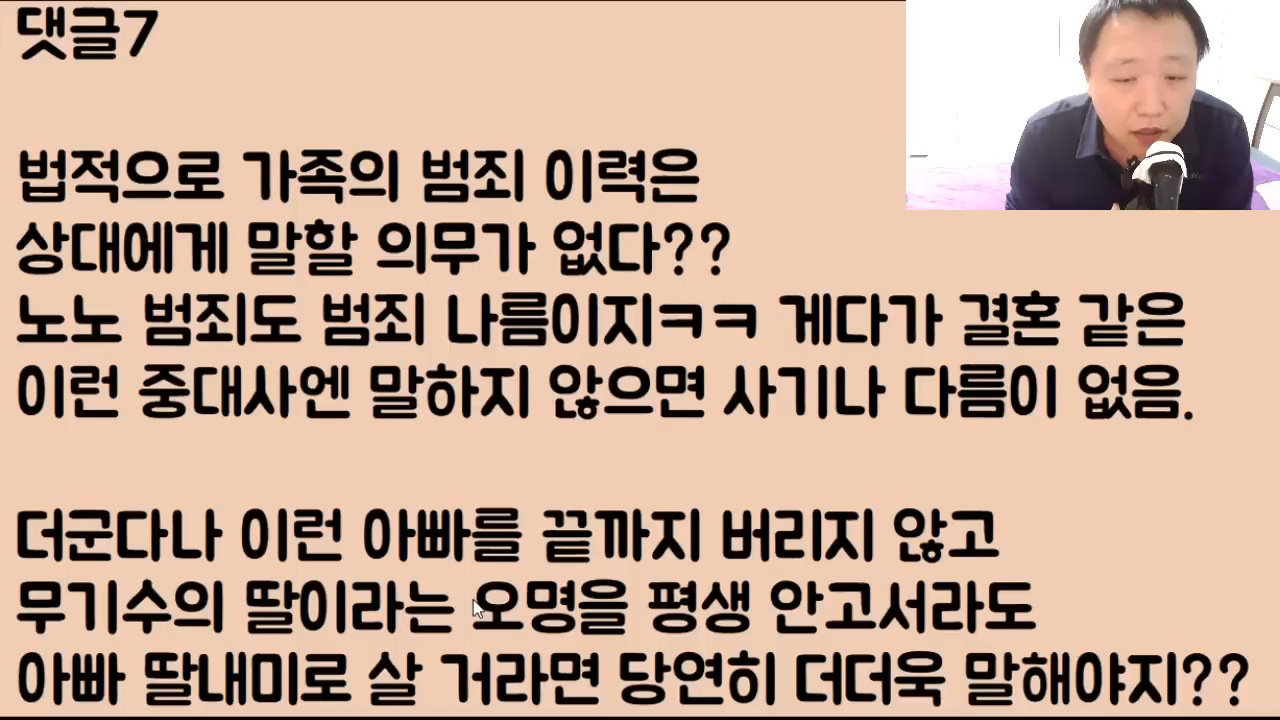 댓글7
법적으로 가족의 범죄 이력은
상대에게 말할 의무가 없다??
노노 범죄도 범죄 나름이지ㅋㅋ 게다가 결혼 같은
이런 중대사엔 말하지 않으면 사기나 다름이 없음.
더군다나 이런 아빠를 끝까지 버리지 않고
무기수의 딸이라는 오명을 평생 안고서라도
아빠 딸내미로 살 거라면 당연히 더더욱 말해야지??